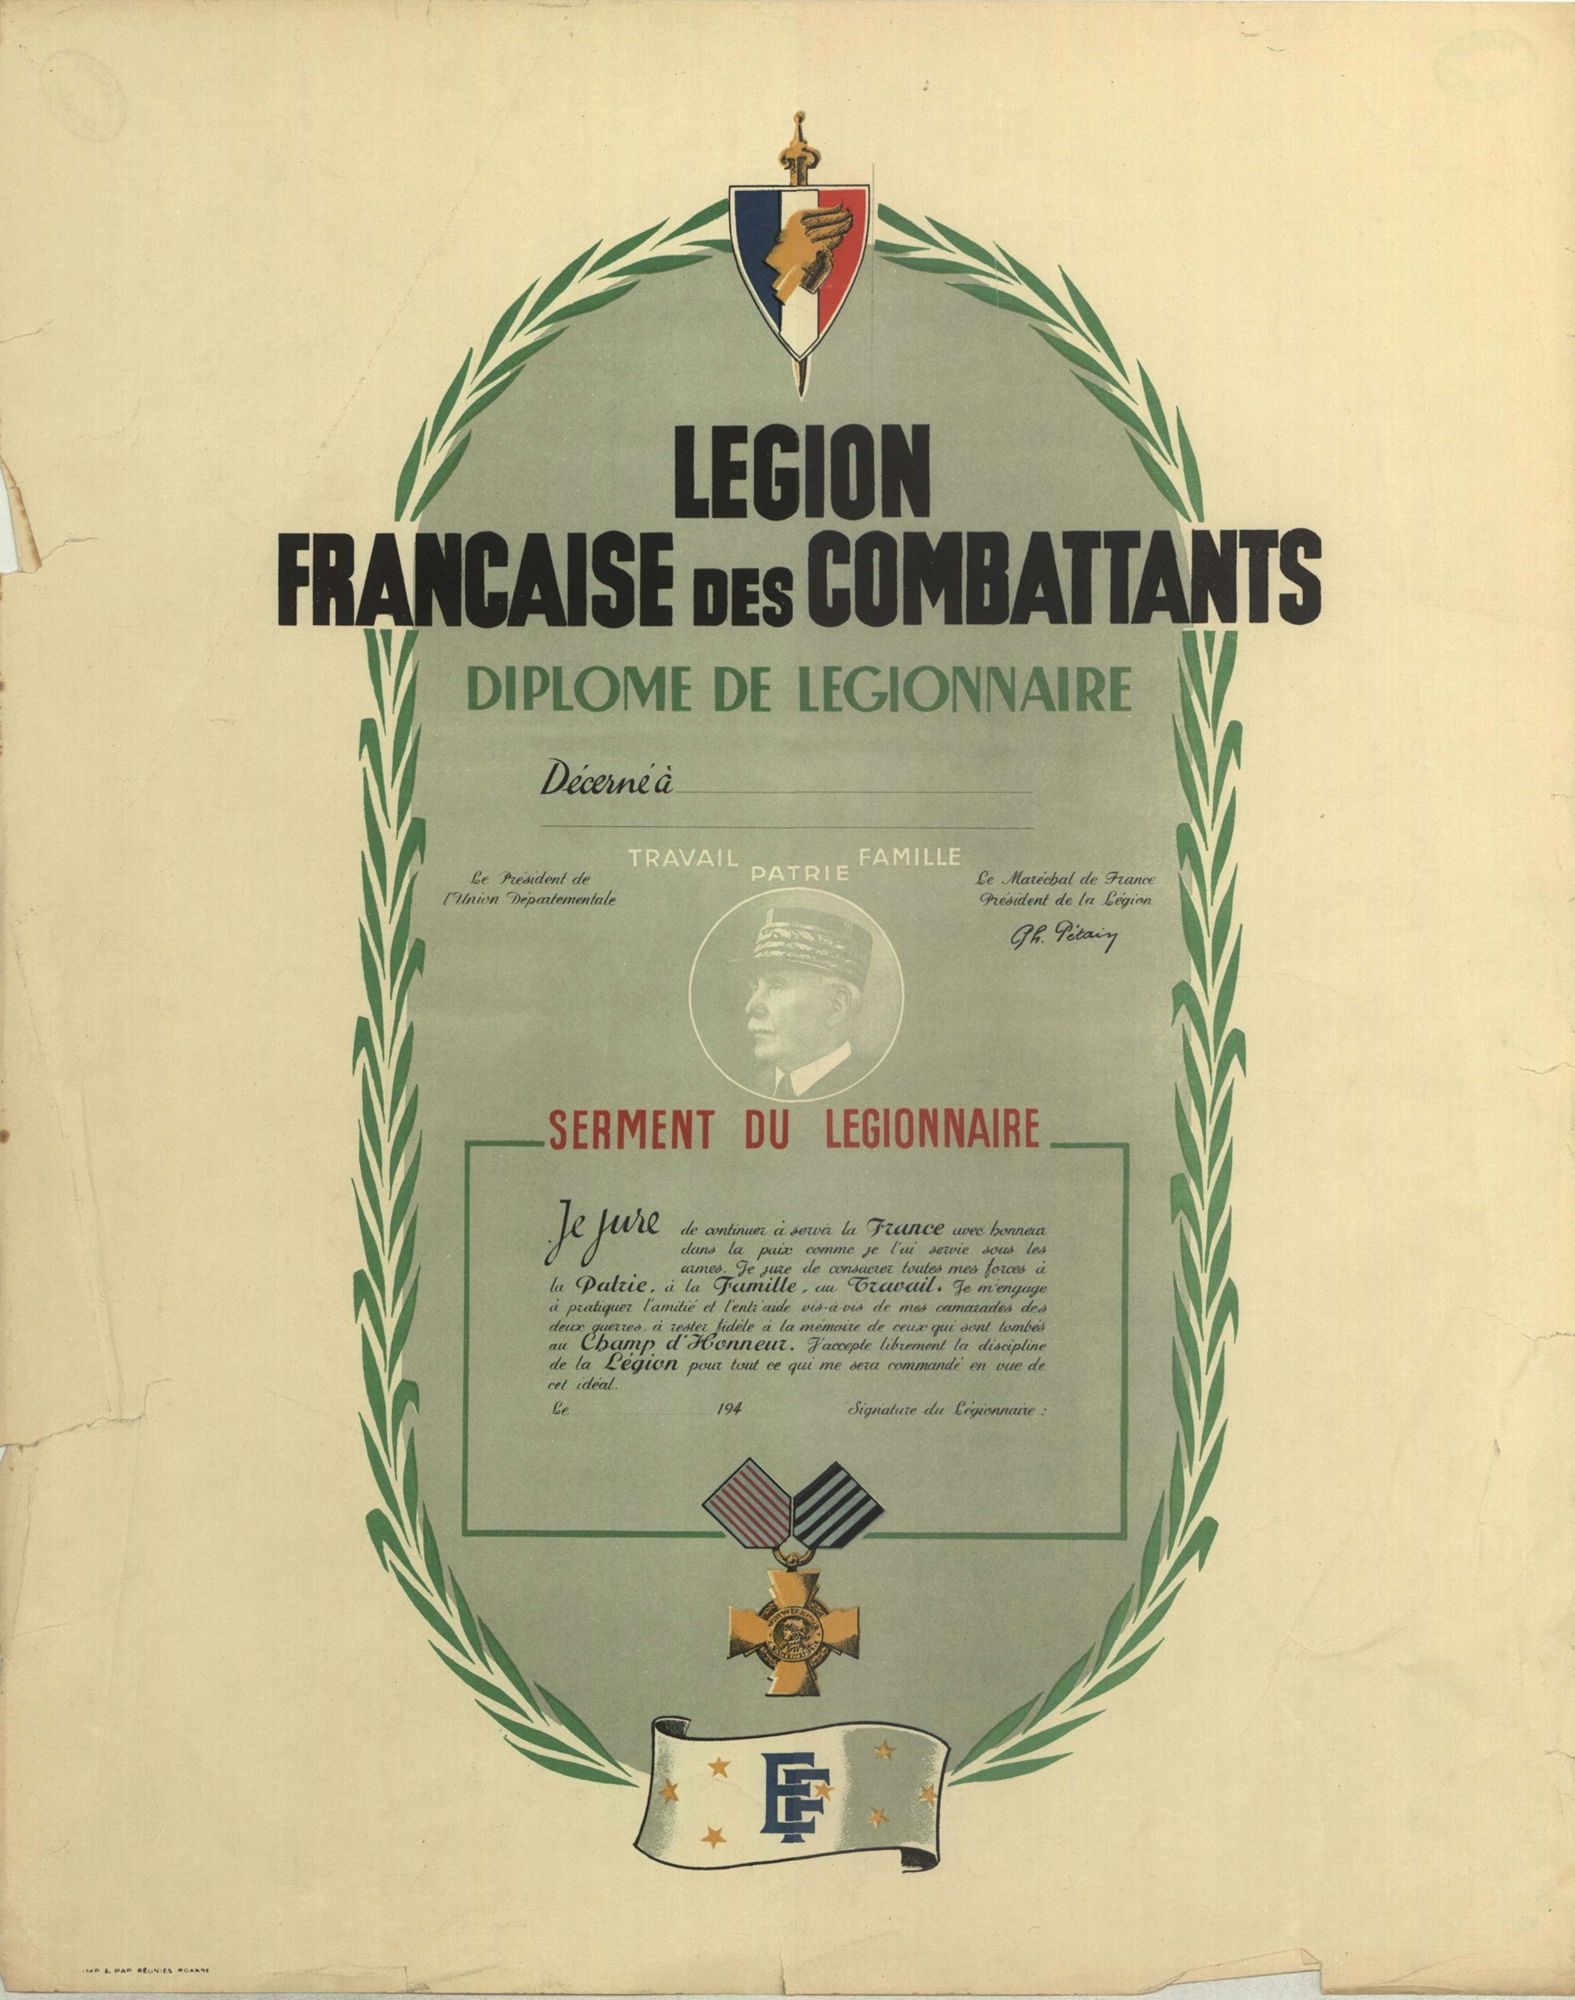 LEGION
FRANCAISE DES COMBATTANTS
DIPLOME DE LEGIONNAIRE
Décerné à
TRAVAIL PATRIE FAMILLE
Le Président de
l'Union Départementale
Le Maréchal de France
Président de la Légion
Ph. Pétain
SERMENT DU LEGIONNAIRE
Je jure de continuer à servir la France avec honneur
dans la paix comme je l'ai servie sous les
armes. Je jure de consacrer toutes mes forces à
la Patrie, à la Famille, au Travail. Je m'engage
à pratiquer l'amitié et l'entr'aide vis-à-vis de mes camarades des
deux guerres, à rester fidèle à la mémoire de ceux qui sont tombés
au Champ d'Honneur. J'accepte librement la discipline
de la Légion pour tout ce qui me sera commandé en vue de
cet idéal.
Le 194 Signature du Légionnaire :
EF
IMP & PAP RÉUNIES ROANNE